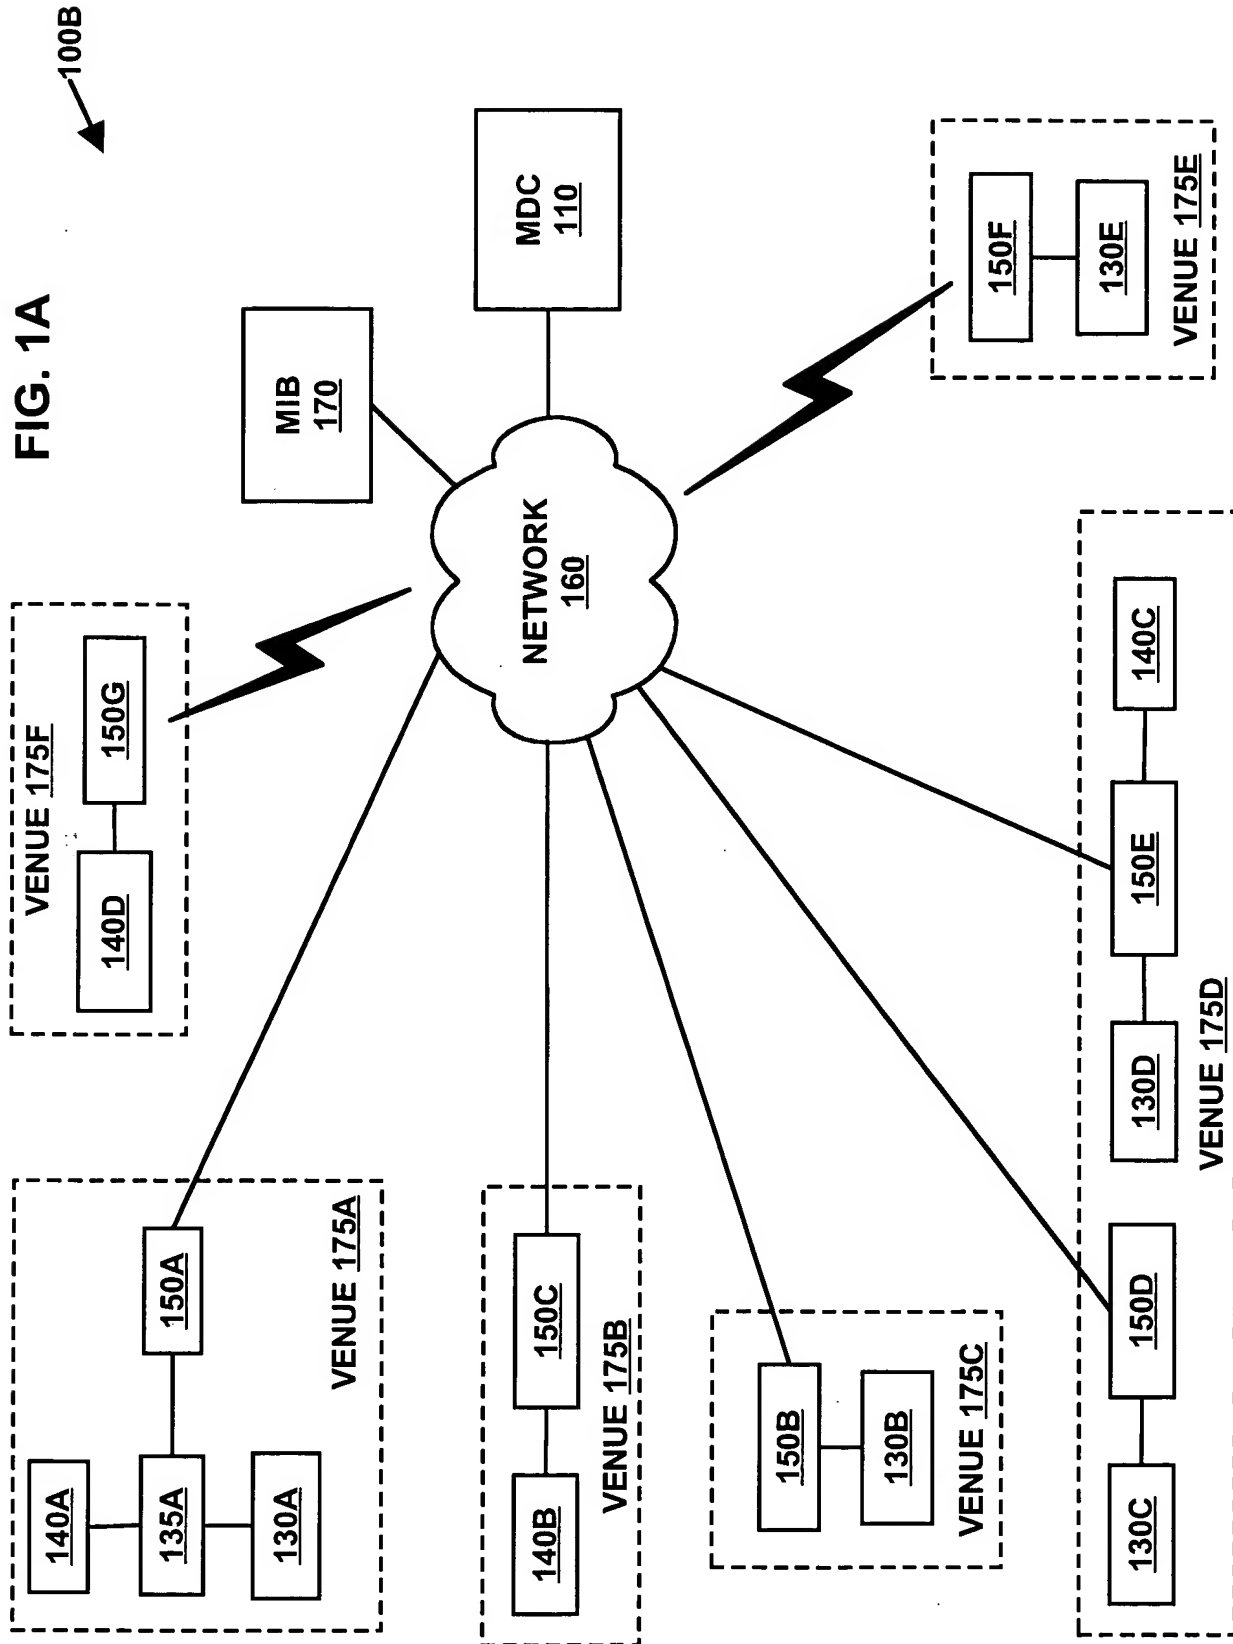 FIG. 1A
100B
VENUE 175F
140D
150G
MIB
170
MDC
110
NETWORK
160
140A
135A
130A
150A
VENUE 175A
140B
150C
VENUE 175B
150B
130B
VENUE 175C
130C
150D
130D
150E
140C
VENUE 175D
150F
130E
VENUE 175E